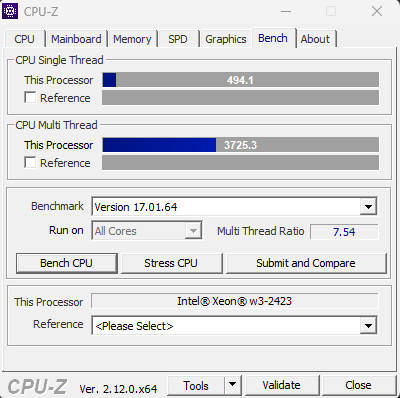 CPU-Z
CPU Mainboard Memory SPD Graphics Bench About
CPU Single Thread
This Processor 494.1
Reference
CPU Multi Thread
This Processor 3725.3
Reference
Benchmark Version 17.01.64
Run on All Cores Multi Thread Ratio 7.54
Bench CPU Stress CPU Submit and Compare
This Processor Intel® Xeon® w3-2423
Reference <Please Select>
CPU-Z Ver. 2.12.0.x64 Tools Validate Close